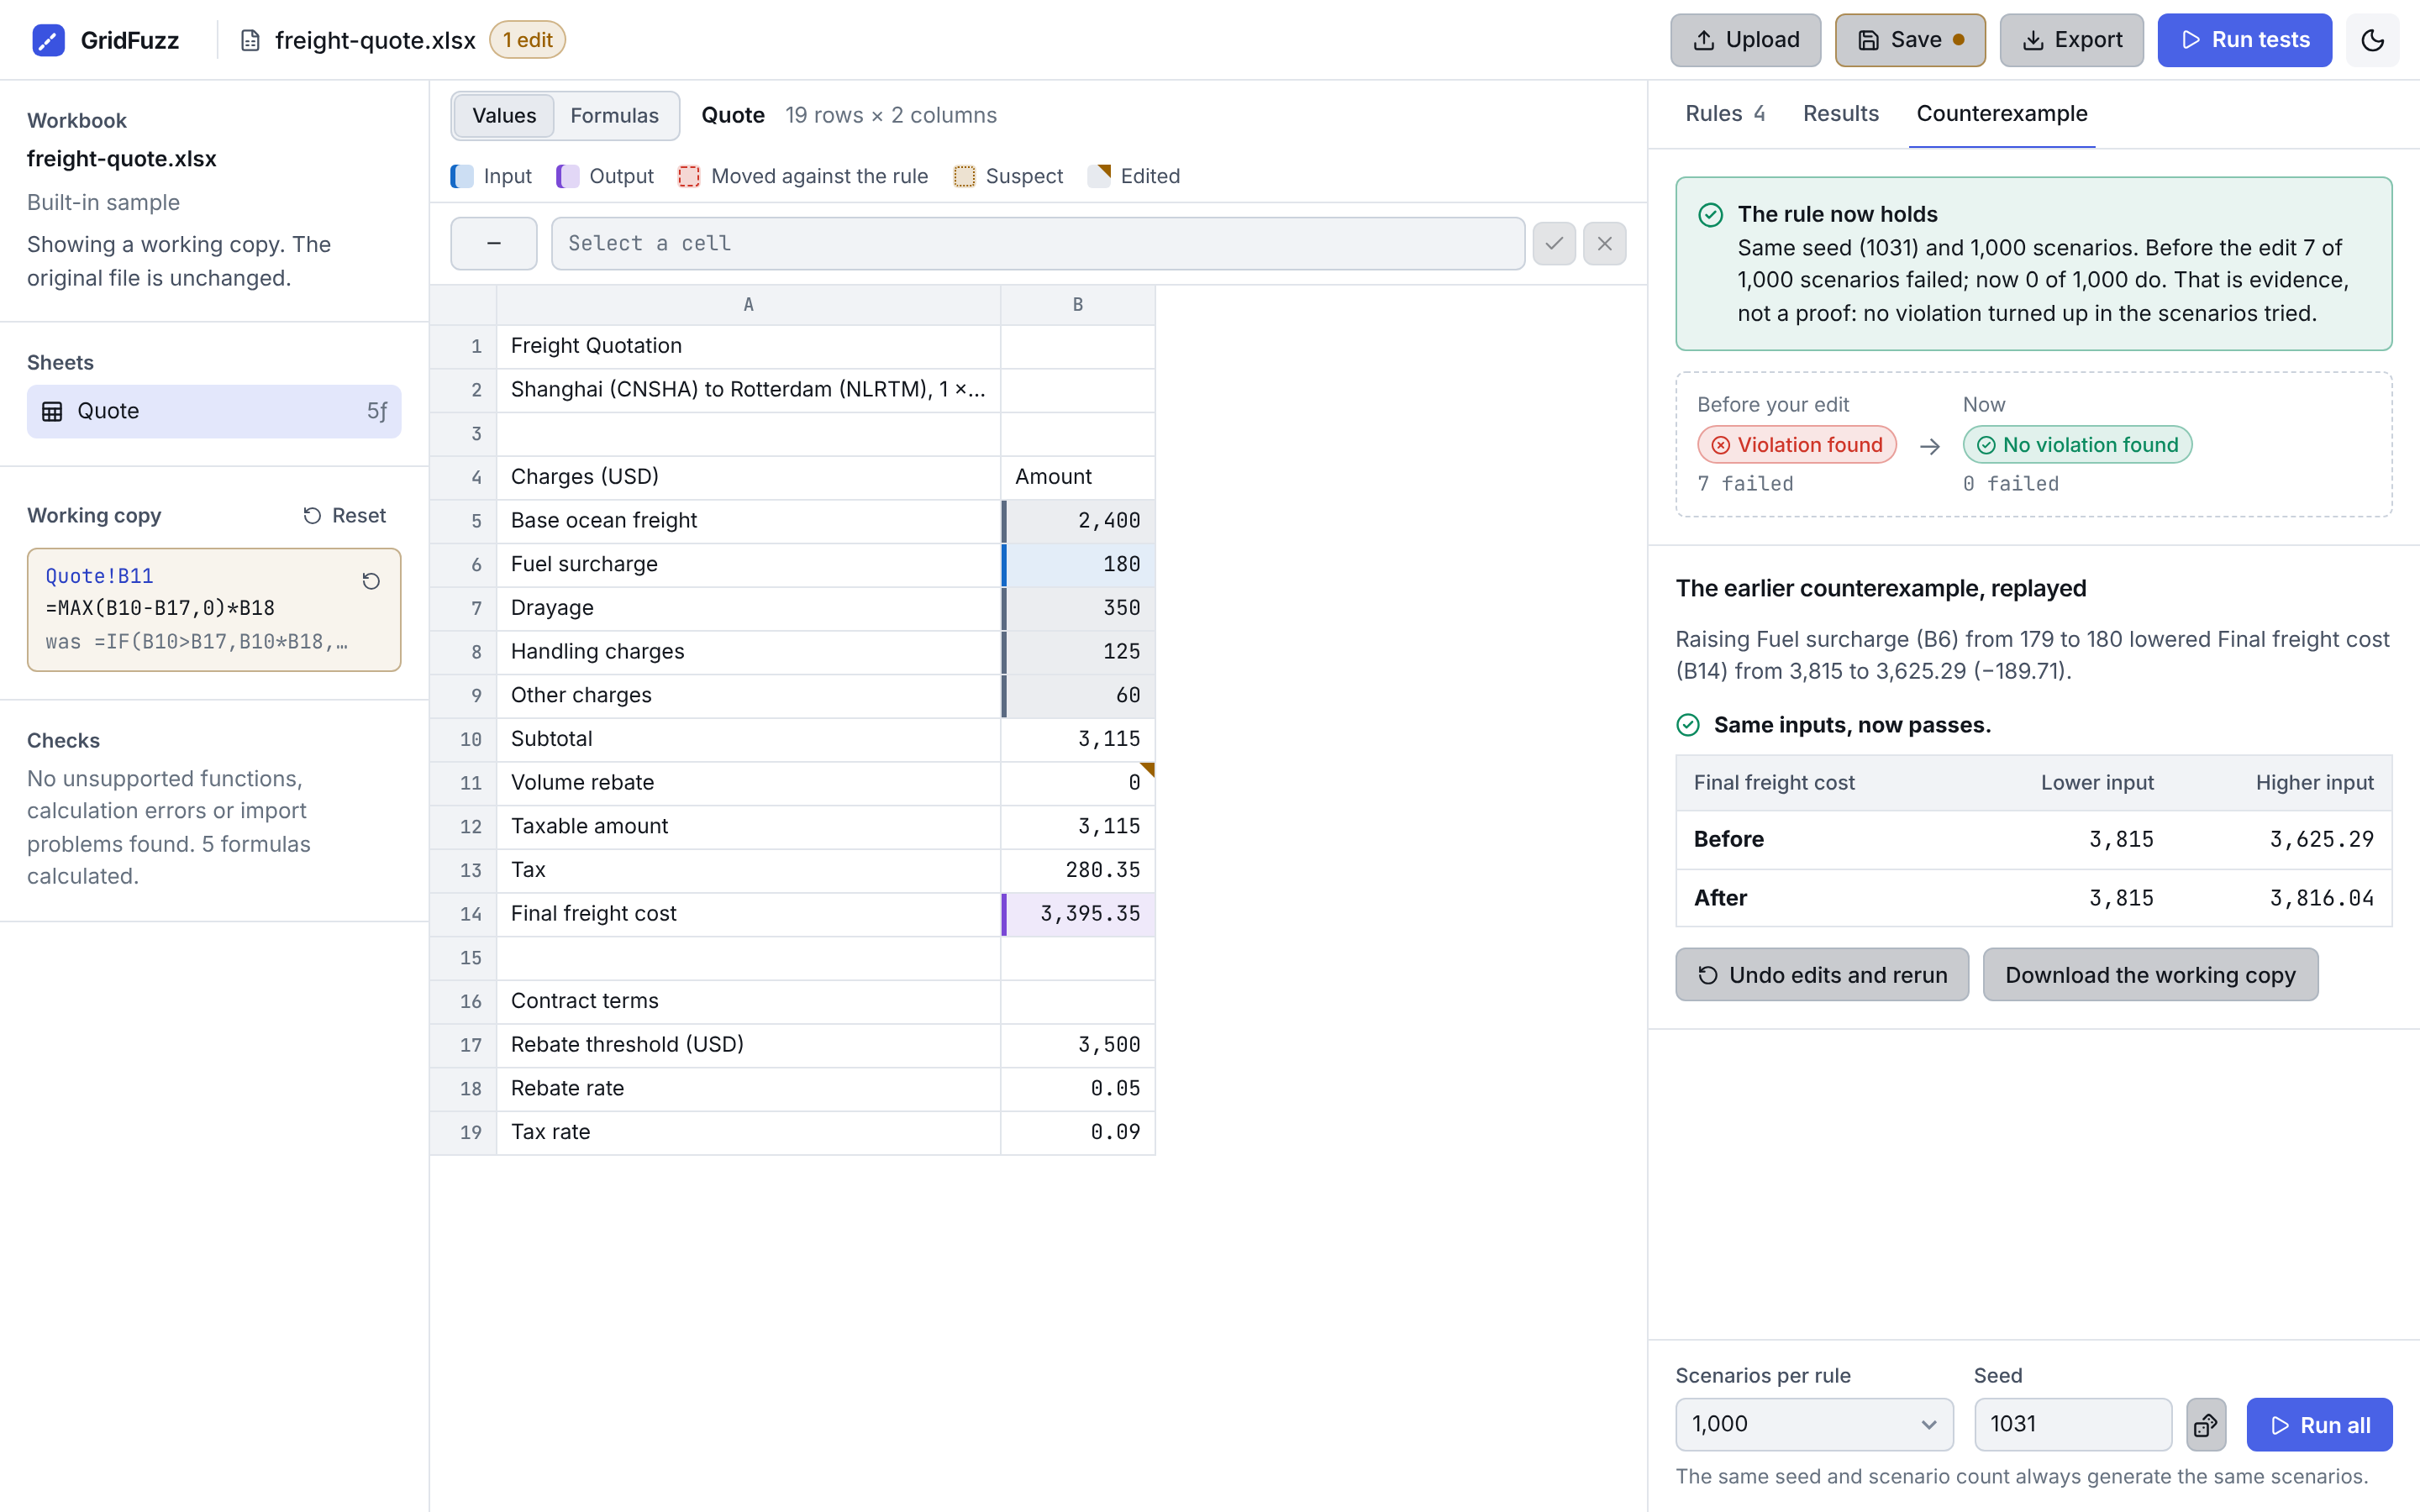 GridFuzz
freight-quote.xlsx
1 edit
Upload
Save
Export
Run tests
Workbook
freight-quote.xlsx
Built-in sample
Showing a working copy. The
original file is unchanged.
Sheets
Quote 5ƒ
Working copy
Reset
Quote!B11
=MAX(B10-B17,0)*B18
was =IF(B10>B17,B10*B18,…
Checks
No unsupported functions,
calculation errors or import
problems found. 5 formulas
calculated.
Values Formulas Quote 19 rows × 2 columns
Input Output Moved against the rule Suspect Edited
– Select a cell
A B
1 Freight Quotation
2 Shanghai (CNSHA) to Rotterdam (NLRTM), 1 ×...
3
4 Charges (USD) Amount
5 Base ocean freight 2,400
6 Fuel surcharge 180
7 Drayage 350
8 Handling charges 125
9 Other charges 60
10 Subtotal 3,115
11 Volume rebate 0
12 Taxable amount 3,115
13 Tax 280.35
14 Final freight cost 3,395.35
15
16 Contract terms
17 Rebate threshold (USD) 3,500
18 Rebate rate 0.05
19 Tax rate 0.09
Rules 4 Results Counterexample
The rule now holds
Same seed (1031) and 1,000 scenarios. Before the edit 7 of
1,000 scenarios failed; now 0 of 1,000 do. That is evidence,
not a proof: no violation turned up in the scenarios tried.
Before your edit Now
Violation found → No violation found
7 failed 0 failed
The earlier counterexample, replayed
Raising Fuel surcharge (B6) from 179 to 180 lowered Final freight cost
(B14) from 3,815 to 3,625.29 (−189.71).
Same inputs, now passes.
Final freight cost Lower input Higher input
Before 3,815 3,625.29
After 3,815 3,816.04
Undo edits and rerun Download the working copy
Scenarios per rule Seed
1,000 1031 Run all
The same seed and scenario count always generate the same scenarios.